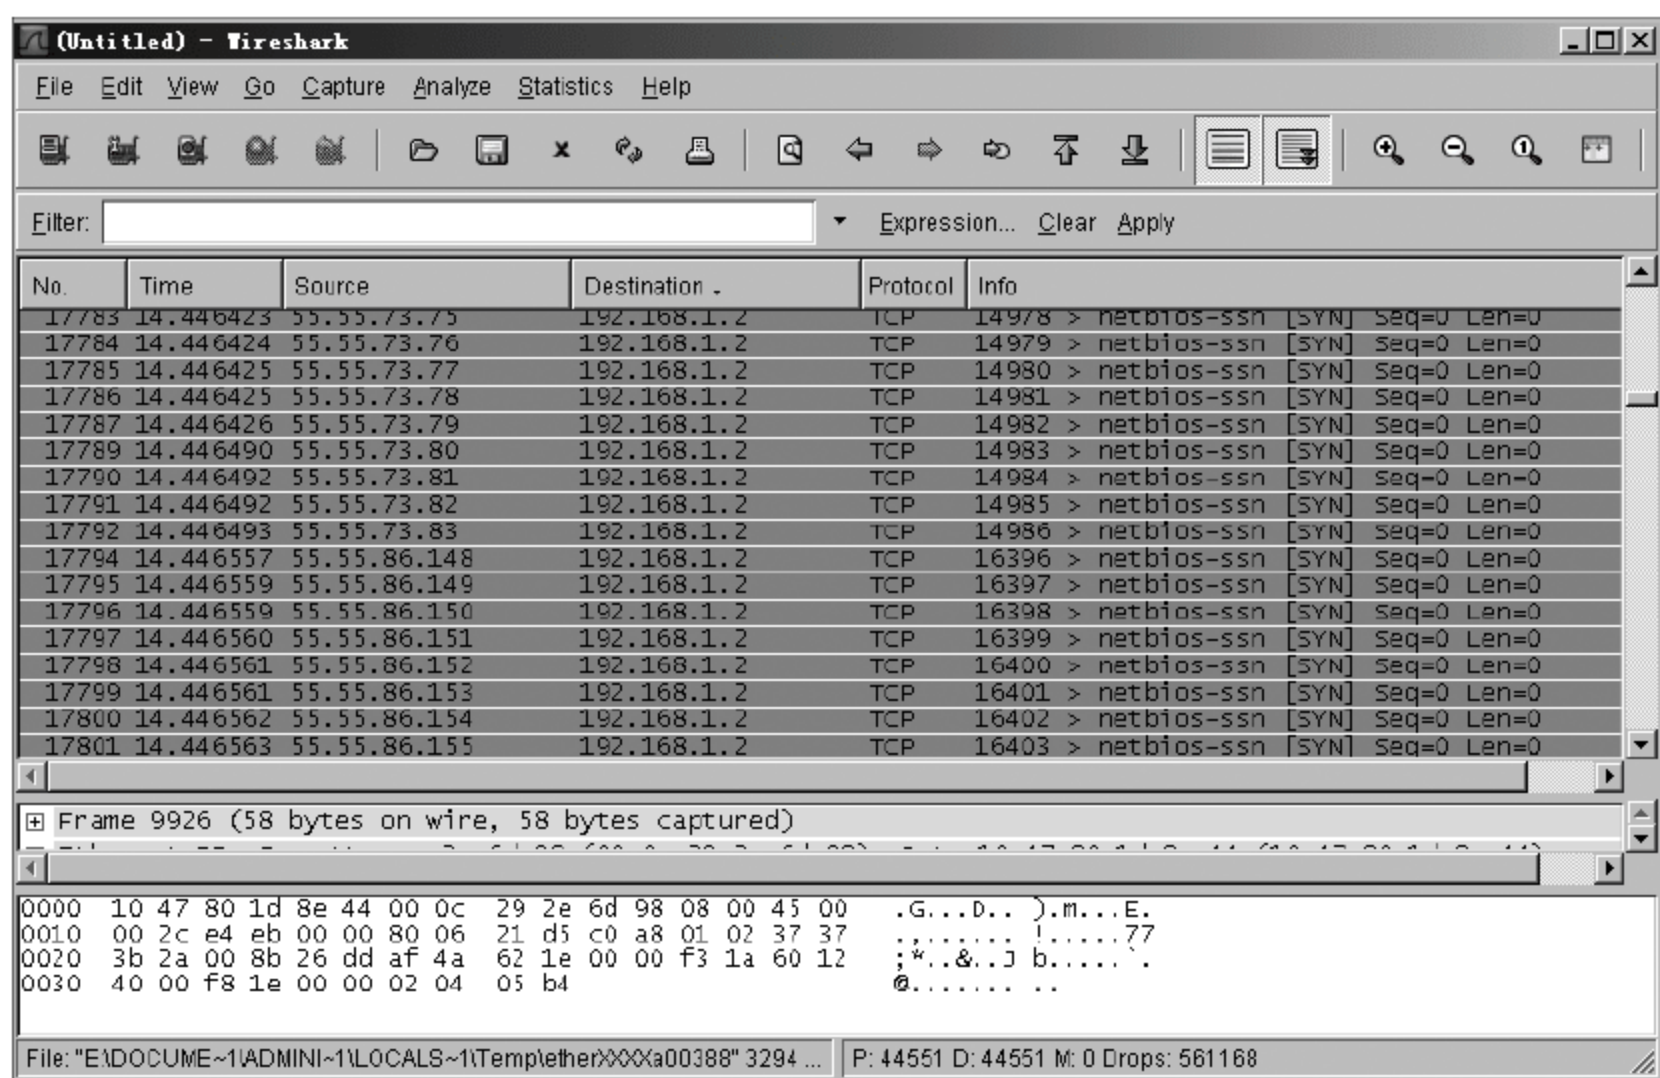 (Untitled) - Wireshark
File Edit View Go Capture Analyze Statistics Help
Filter: Expression... Clear Apply
No. Time Source Destination Protocol Info
17783 14.446423 55.55.73.75 192.168.1.2 TCP 14978 > netbios-ssn [SYN] Seq=0 Len=0
17784 14.446424 55.55.73.76 192.168.1.2 TCP 14979 > netbios-ssn [SYN] Seq=0 Len=0
17785 14.446425 55.55.73.77 192.168.1.2 TCP 14980 > netbios-ssn [SYN] Seq=0 Len=0
17786 14.446425 55.55.73.78 192.168.1.2 TCP 14981 > netbios-ssn [SYN] Seq=0 Len=0
17787 14.446426 55.55.73.79 192.168.1.2 TCP 14982 > netbios-ssn [SYN] Seq=0 Len=0
17789 14.446490 55.55.73.80 192.168.1.2 TCP 14983 > netbios-ssn [SYN] Seq=0 Len=0
17790 14.446492 55.55.73.81 192.168.1.2 TCP 14984 > netbios-ssn [SYN] Seq=0 Len=0
17791 14.446492 55.55.73.82 192.168.1.2 TCP 14985 > netbios-ssn [SYN] Seq=0 Len=0
17792 14.446493 55.55.73.83 192.168.1.2 TCP 14986 > netbios-ssn [SYN] Seq=0 Len=0
17794 14.446557 55.55.86.148 192.168.1.2 TCP 16396 > netbios-ssn [SYN] Seq=0 Len=0
17795 14.446559 55.55.86.149 192.168.1.2 TCP 16397 > netbios-ssn [SYN] Seq=0 Len=0
17796 14.446559 55.55.86.150 192.168.1.2 TCP 16398 > netbios-ssn [SYN] Seq=0 Len=0
17797 14.446560 55.55.86.151 192.168.1.2 TCP 16399 > netbios-ssn [SYN] Seq=0 Len=0
17798 14.446561 55.55.86.152 192.168.1.2 TCP 16400 > netbios-ssn [SYN] Seq=0 Len=0
17799 14.446561 55.55.86.153 192.168.1.2 TCP 16401 > netbios-ssn [SYN] Seq=0 Len=0
17800 14.446562 55.55.86.154 192.168.1.2 TCP 16402 > netbios-ssn [SYN] Seq=0 Len=0
17801 14.446563 55.55.86.155 192.168.1.2 TCP 16403 > netbios-ssn [SYN] Seq=0 Len=0
Frame 9926 (58 bytes on wire, 58 bytes captured)
0000 10 47 80 1d 8e 44 00 0c 29 2e 6d 98 08 00 45 00 .G...D.. ).m...E.
0010 00 2c e4 eb 00 00 80 06 21 d5 c0 a8 01 02 37 37 .,...... !.....77
0020 3b 2a 00 8b 26 dd af 4a 62 1e 00 00 f3 1a 60 12 ;*..&..J b.....`.
0030 40 00 f8 1e 00 00 02 04 05 b4 @....... ..
File: "E:\DOCUME~1\ADMINI~1\LOCALS~1\Temp\etherXXXXa00388" 3294 ... P: 44551 D: 44551 M: 0 Drops: 561168